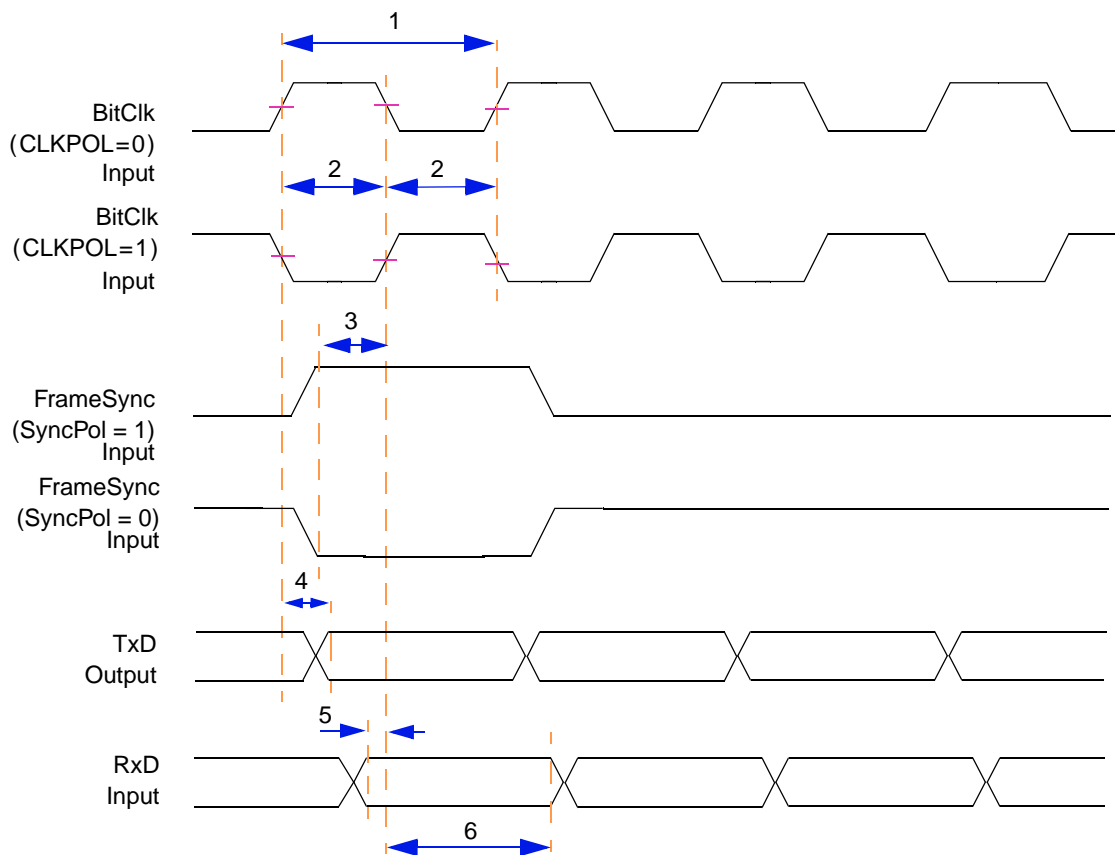 1
BitClk
(CLKPOL=0)
Input
2 2
BitClk
(CLKPOL=1)
Input
3
FrameSync
(SyncPol = 1)
Input
FrameSync
(SyncPol = 0)
Input
4
TxD
Output
5
RxD
Input
6